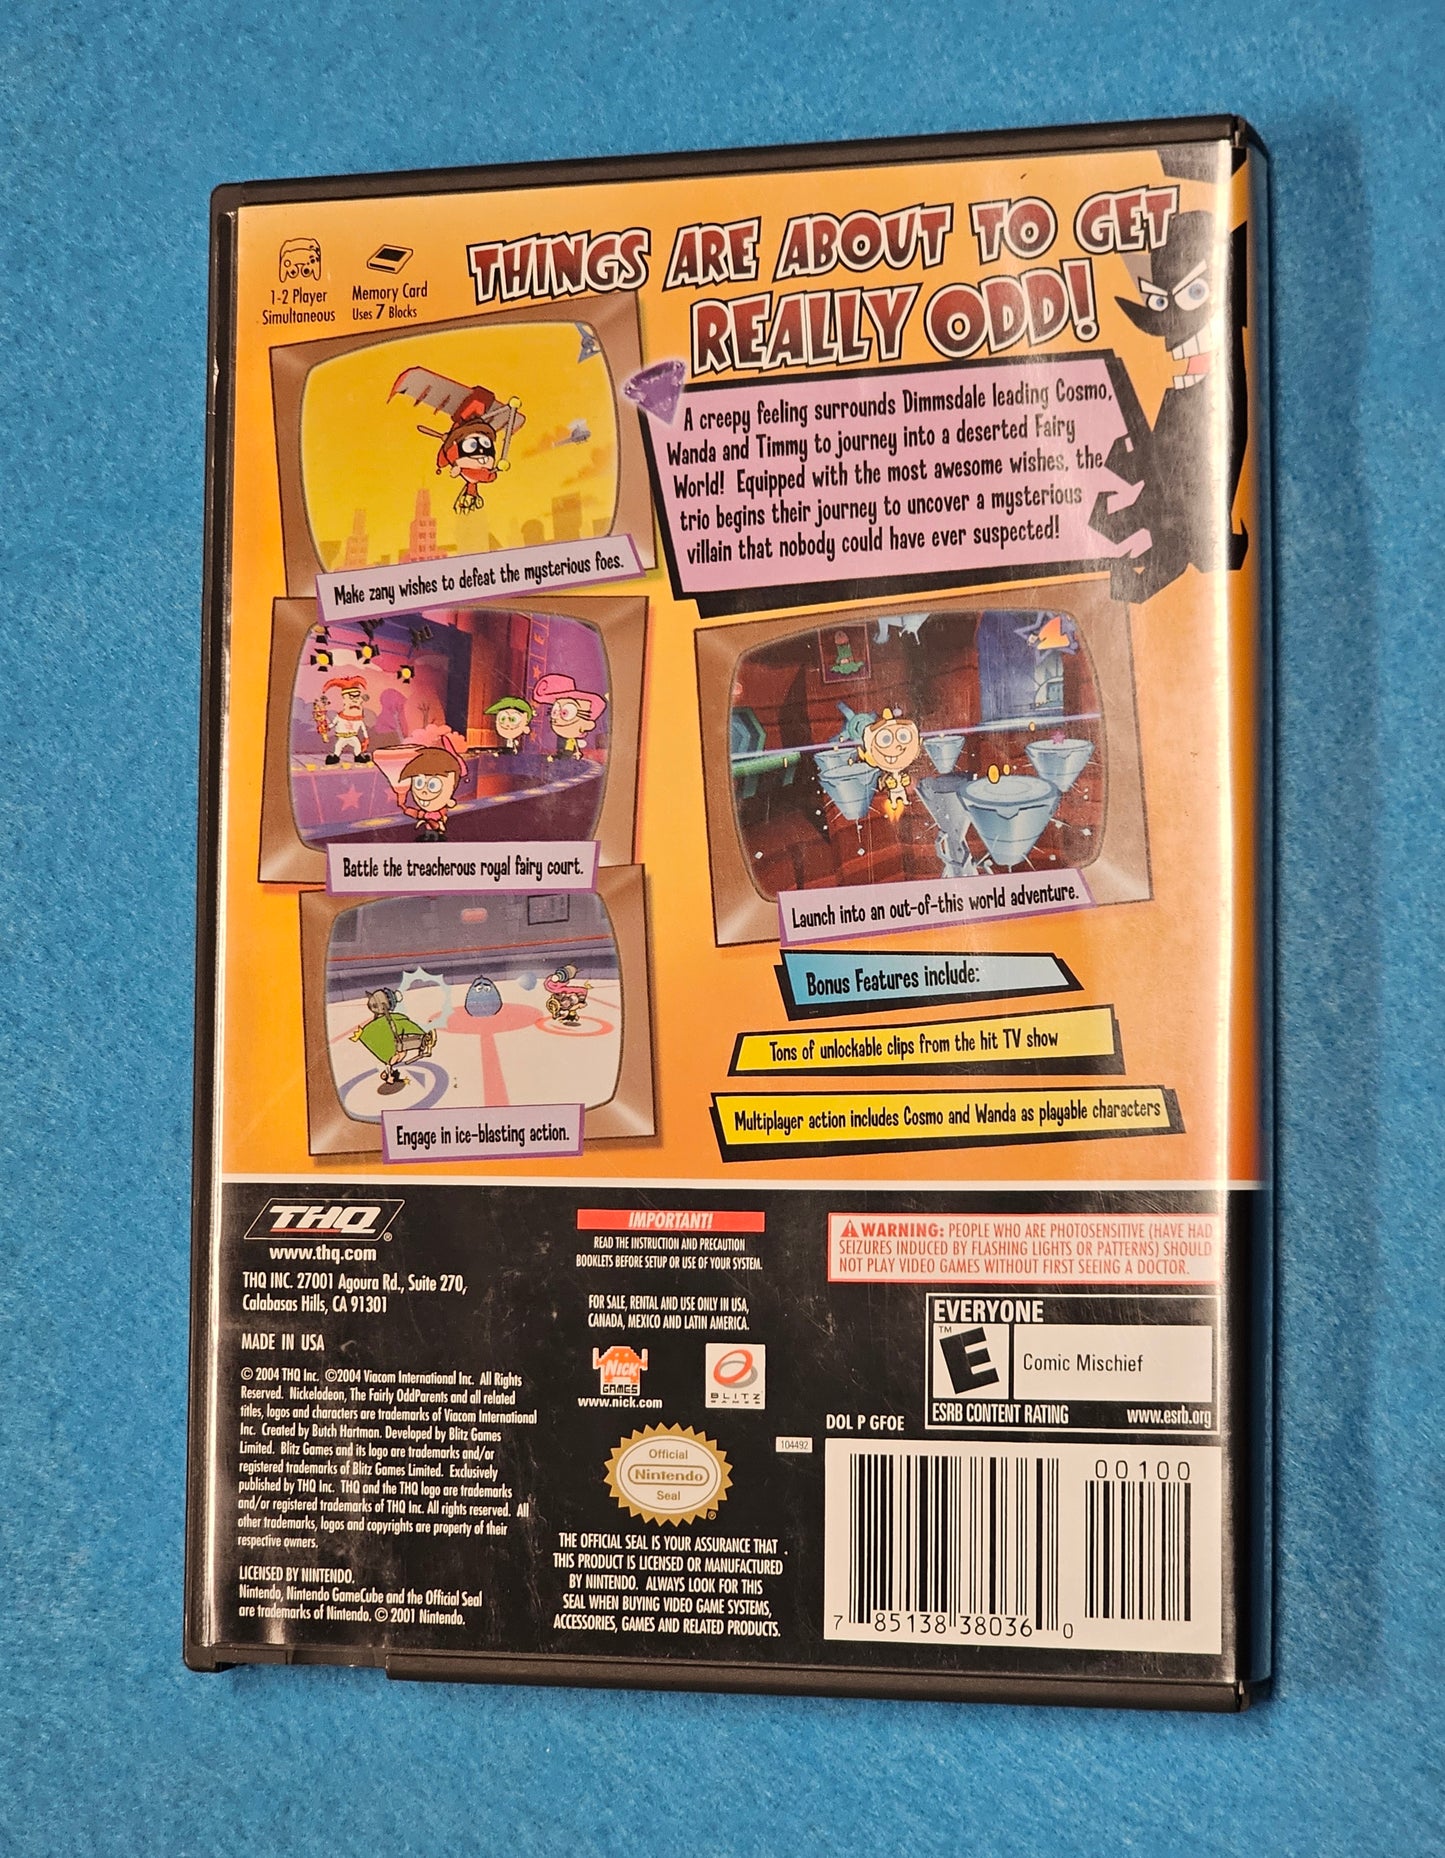 THINGS ARE ABOUT TO GET
REALLY ODD!
1-2 Player
Simultaneous
Memory Card
Uses 7 Blocks
A creepy feeling surrounds Dimmsdale leading Cosmo,
Wanda and Timmy to journey into a deserted Fairy
World! Equipped with the most awesome wishes, the
trio begins their journey to uncover a mysterious
villain that nobody could have ever suspected!
Make zany wishes to defeat the mysterious foes.
Battle the treacherous royal fairy court.
Launch into an out-of-this world adventure.
Engage in ice-blasting action.
Bonus Features include:
Tons of unlockable clips from the hit TV show
Multiplayer action includes Cosmo and Wanda as playable characters
THQ®
www.thq.com
THQ INC. 27001 Agoura Rd., Suite 270,
Calabasas Hills, CA 91301
MADE IN USA
© 2004 THQ Inc. ©2004 Viacom International Inc. All Rights
Reserved. Nickelodeon, The Fairly OddParents and all related
titles, logos and characters are trademarks of Viacom International
Inc. Created by Butch Hartman. Developed by Blitz Games
Limited. Blitz Games and its logo are trademarks and/or
registered trademarks of Blitz Games Limited. Exclusively
published by THQ Inc. THQ and the THQ logo are trademarks
and/or registered trademarks of THQ Inc. All rights reserved. All
other trademarks, logos and copyrights are property of their
respective owners.
LICENSED BY NINTENDO.
Nintendo, Nintendo GameCube and the Official Seal
are trademarks of Nintendo. © 2001 Nintendo.
IMPORTANT!
READ THE INSTRUCTION AND PRECAUTION
BOOKLETS BEFORE SETUP OR USE OF YOUR SYSTEM.
FOR SALE, RENTAL AND USE ONLY IN USA,
CANADA, MEXICO AND LATIN AMERICA.
NICK
GAMES
www.nick.com
BLITZ
GAMES
104492
Official
Nintendo
Seal
®
THE OFFICIAL SEAL IS YOUR ASSURANCE THAT
THIS PRODUCT IS LICENSED OR MANUFACTURED
BY NINTENDO. ALWAYS LOOK FOR THIS
SEAL WHEN BUYING VIDEO GAME SYSTEMS,
ACCESSORIES, GAMES AND RELATED PRODUCTS.
WARNING: PEOPLE WHO ARE PHOTOSENSITIVE (HAVE HAD
SEIZURES INDUCED BY FLASHING LIGHTS OR PATTERNS) SHOULD
NOT PLAY VIDEO GAMES WITHOUT FIRST SEEING A DOCTOR.
EVERYONE
TM
E
Comic Mischief
ESRB CONTENT RATING www.esrb.org
DOL P GFOE
00100
7 85138 38036 0